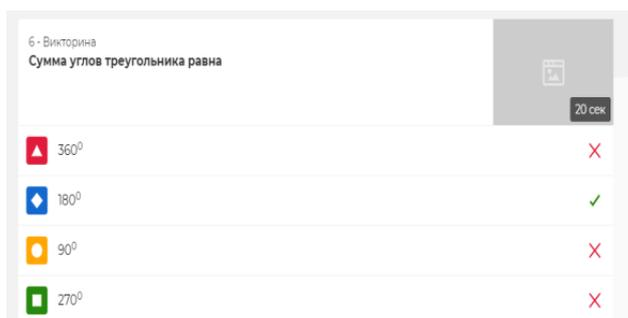 6 - Викторина
Сумма углов треугольника равна
20 сек
360⁰
180⁰
90⁰
270⁰